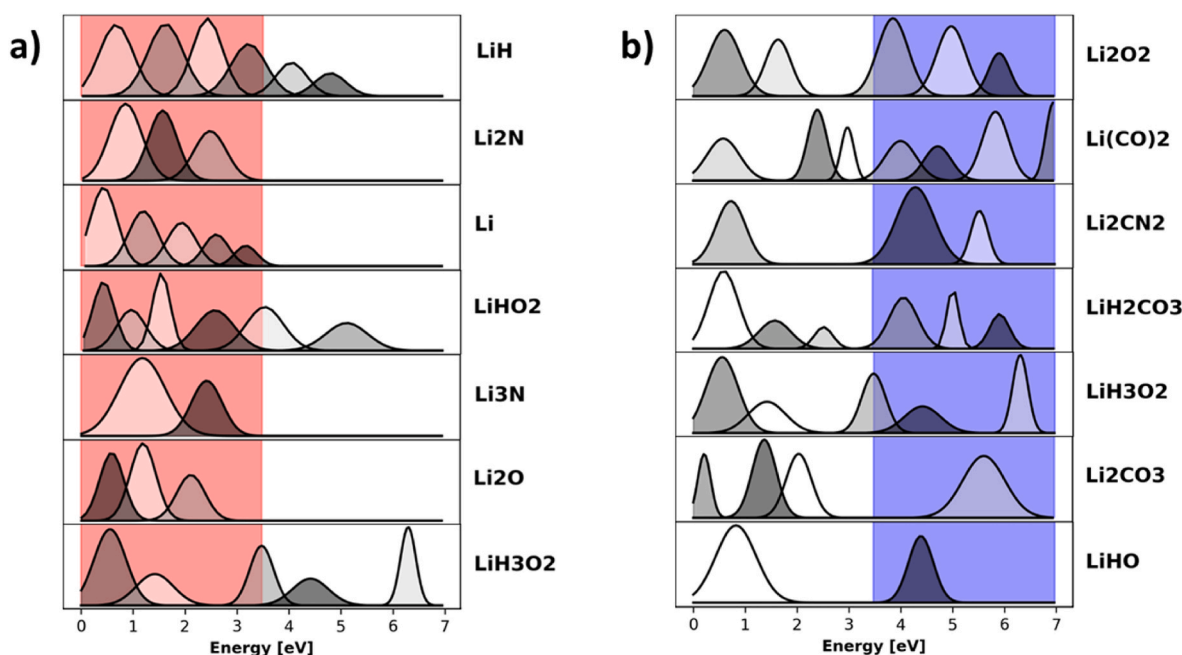 a)
LiH
Li2N
Li
LiHO2
Li3N
Li2O
LiH3O2
0 1 2 3 4 5 6 7
Energy [eV]
b)
Li2O2
Li(CO)2
Li2CN2
LiH2CO3
LiH3O2
Li2CO3
LiHO
0 1 2 3 4 5 6 7
Energy [eV]